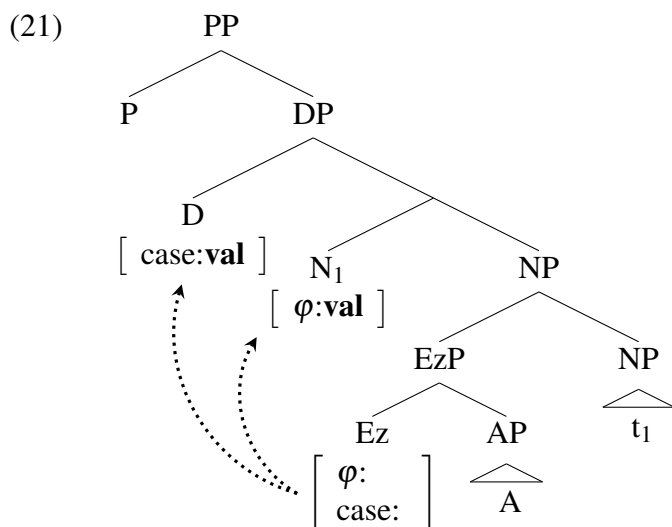 (21) PP
P DP
D
[ case:val ] N₁ NP
[ φ:val ]
EzP NP
Ez AP t₁
[ φ: case: ] A